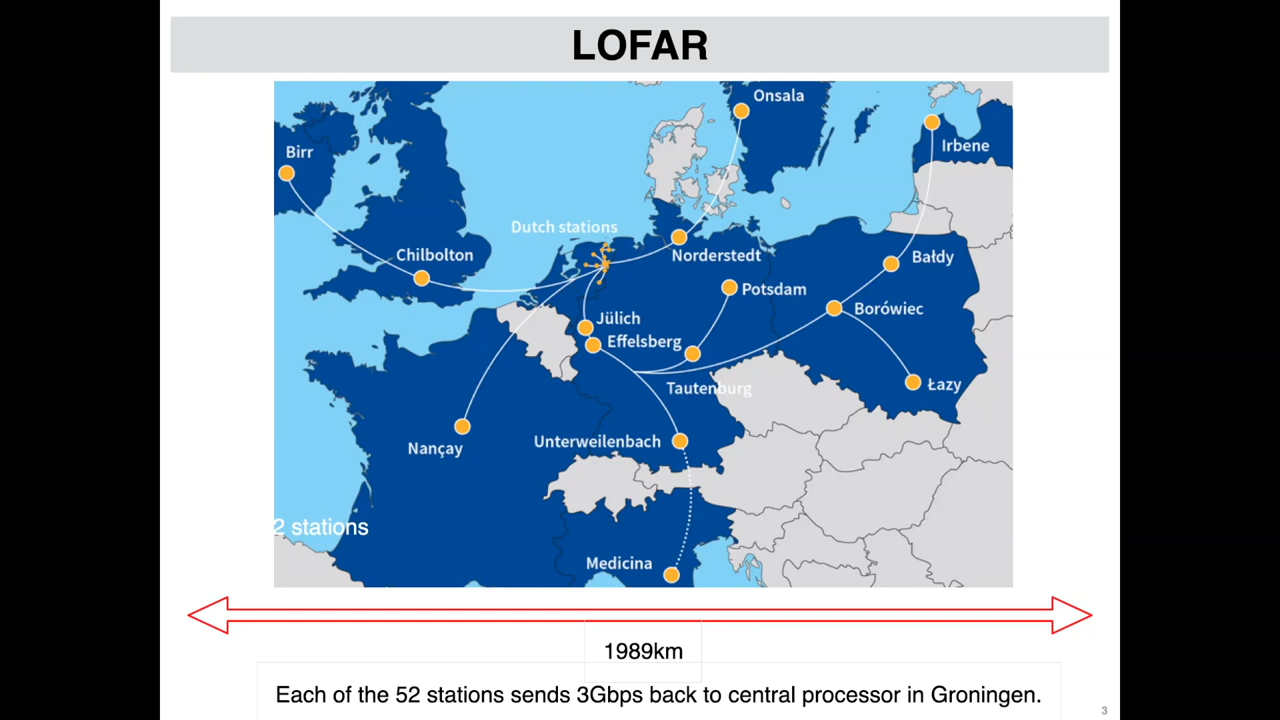 LOFAR
Onsala
Irbene
Birr
Dutch stations
Chilbolton
Norderstedt
Bałdy
Potsdam
Borówiec
Jülich
Effelsberg
Tautenburg
Łazy
Nançay
Unterweilenbach
2 stations
Medicina
1989km
Each of the 52 stations sends 3Gbps back to central processor in Groningen.
3